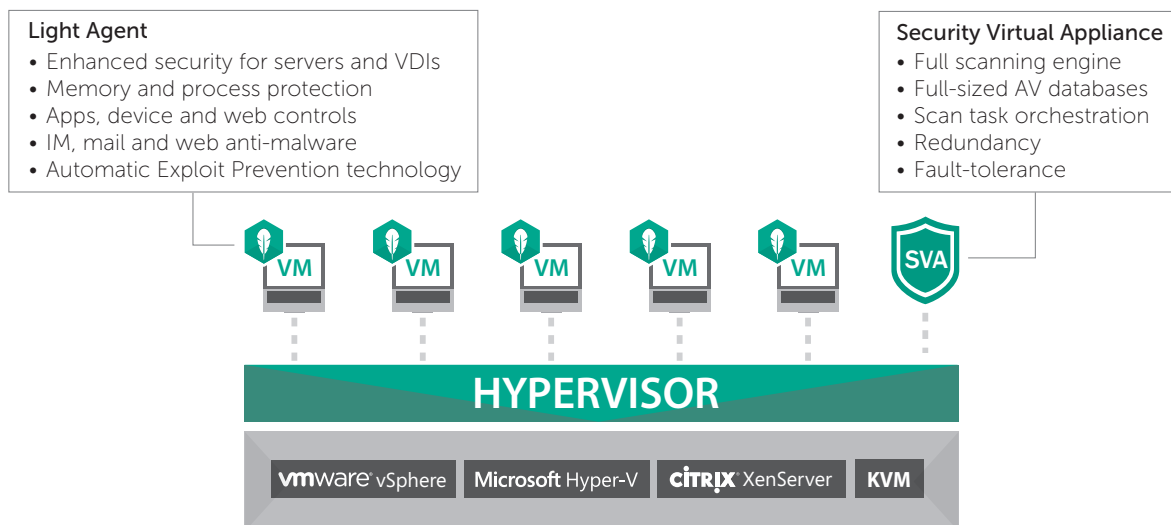 Light Agent
• Enhanced security for servers and VDIs
• Memory and process protection
• Apps, device and web controls
• IM, mail and web anti-malware
• Automatic Exploit Prevention technology
Security Virtual Appliance
• Full scanning engine
• Full-sized AV databases
• Scan task orchestration
• Redundancy
• Fault-tolerance
VM
VM
VM
VM
VM
SVA
HYPERVISOR
vmware® vSphere
Microsoft Hyper-V
CİTRIX® XenServer
KVM